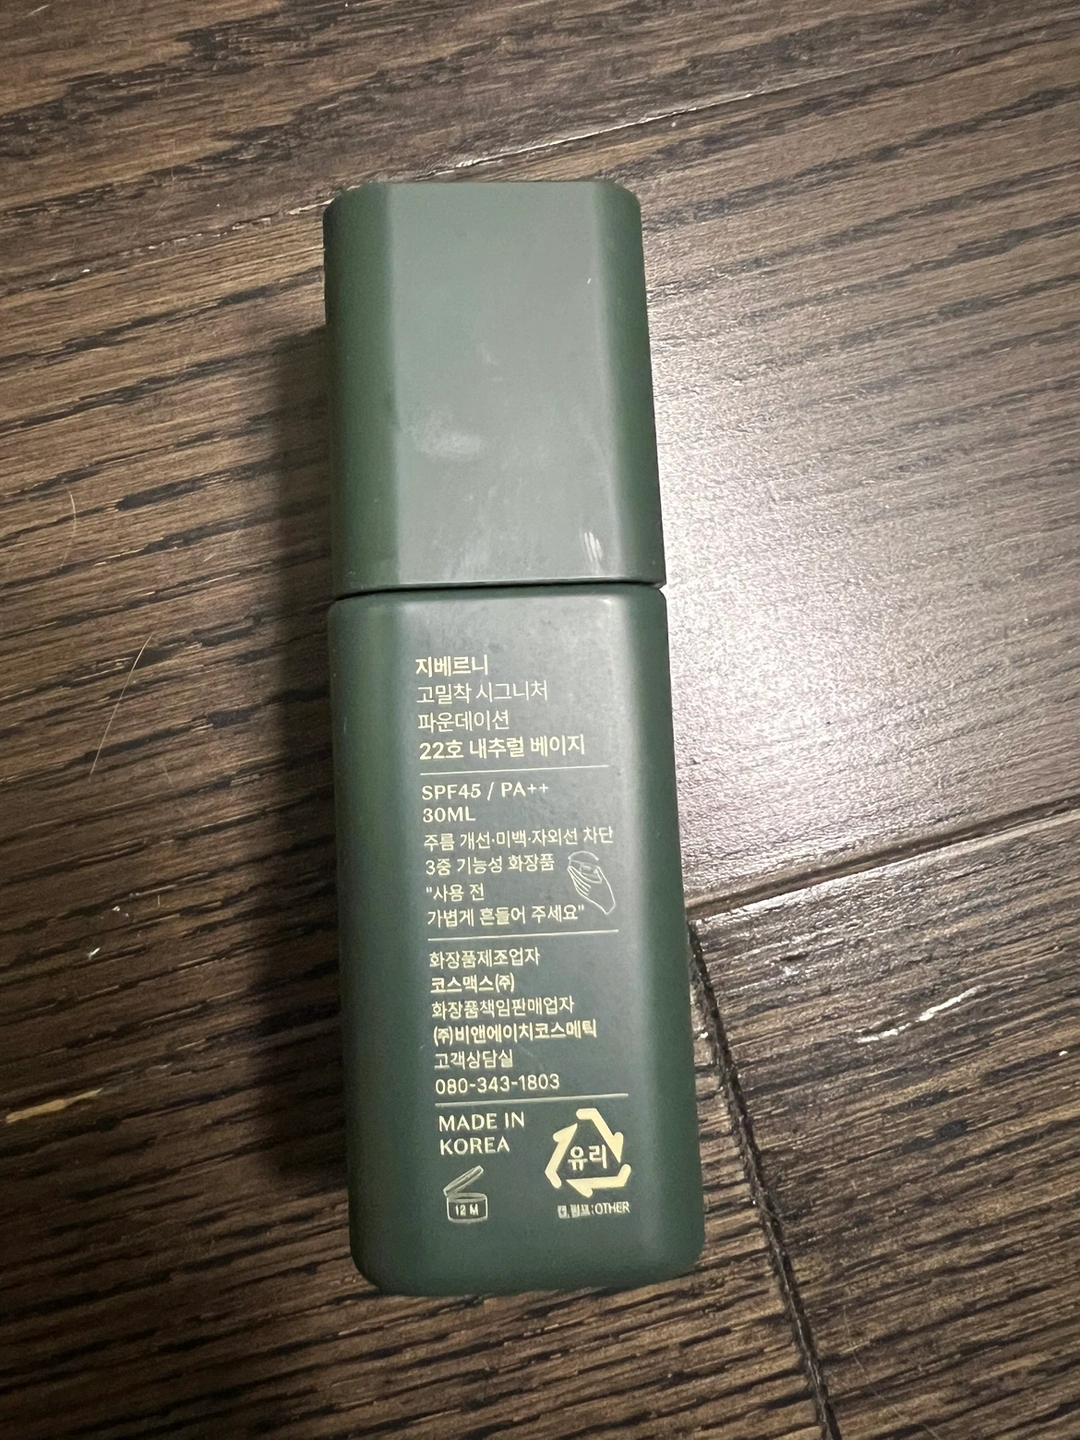 지베르니
고밀착 시그니처
파운데이션
22호 내추럴 베이지
SPF45 / PA++
30ML
주름 개선·미백·자외선 차단
3중 기능성 화장품
"사용 전
가볍게 흔들어 주세요"
화장품제조업자
코스맥스㈜
화장품책임판매업자
㈜비앤에이치코스메틱
고객상담실
080-343-1803
MADE IN
KOREA
유리
12 M
캡,펌프:OTHER